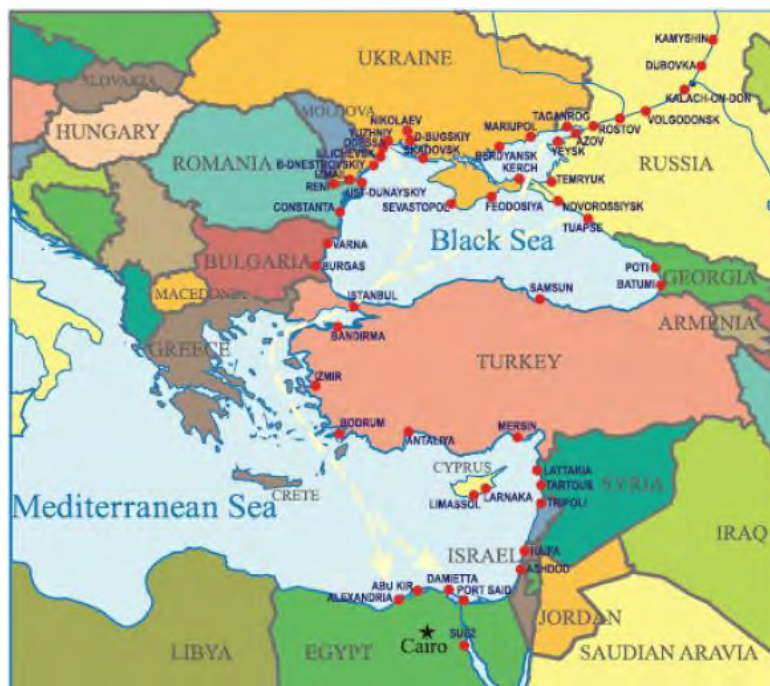 KAMYSHIN
UKRAINE
DUBOVKA
SLOVAKIA
KALACH-ON-DON
MOLDOVA
NIKOLAEV
TAGANROG
YUZHNIY
D-BUGSKIY
MARIUPOL
ROSTOV
VOLGODONSK
HUNGARY
ODESSA
AZOV
ILLICHEVSK
SKADOVSK
BERDYANSK
YEYSK
ROMANIA
B-DNESTROVSKIY
KERCH
RUSSIA
IZMAIL
TEMRYUK
RENI
UST-DUNAYSKIY
CONSTANTA
SEVASTOPOL
FEODOSIYA
NOVOROSSIYSK
TUAPSE
Black Sea
VARNA
BULGARIA
BURGAS
POTI
GEORGIA
BATUMI
MACEDONIA
ISTANBUL
SAMSUN
ARMENIA
BANDIRMA
GREECE
TURKEY
IZMIR
BODRUM
ANTALIYA
MERSIN
CYPRUS
LATTAKIA
SYRIA
CRETE
LARNAKA
TARTOUS
LIMASSOL
TRIPOLI
Mediterranean Sea
IRAQ
ISRAEL
HAIFA
ASHDOD
ABU KIR
DAMIETTA
ALEXANDRIA
PORT SAID
JORDAN
Cairo
SUEZ
LIBYA
EGYPT
SAUDIAN ARAVIA